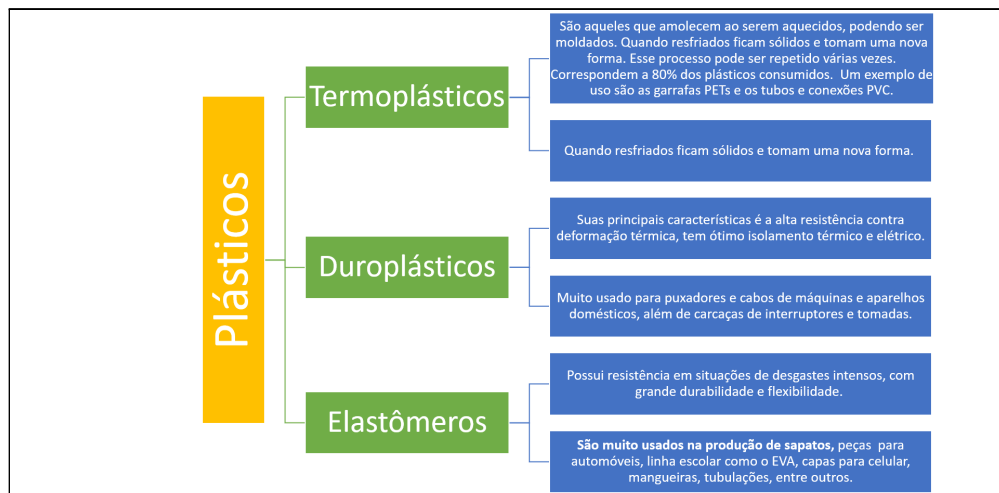 Plásticos
Termoplásticos
São aqueles que amolecem ao serem aquecidos, podendo ser
moldados. Quando resfriados ficam sólidos e tomam uma nova
forma. Esse processo pode ser repetido várias vezes.
Correspondem a 80% dos plásticos consumidos.  Um exemplo de
uso são as garrafas PETs e os tubos e conexões PVC.
Quando resfriados ficam sólidos e tomam uma nova forma.
Duroplásticos
Suas principais características é a alta resistência contra
deformação térmica, tem ótimo isolamento térmico e elétrico.
Muito usado para puxadores e cabos de máquinas e aparelhos
domésticos, além de carcaças de interruptores e tomadas.
Elastômeros
Possui resistência em situações de desgastes intensos, com
grande durabilidade e flexibilidade.
São muito usados na produção de sapatos, peças  para
automóveis, linha escolar como o EVA, capas para celular,
mangueiras, tubulações, entre outros.